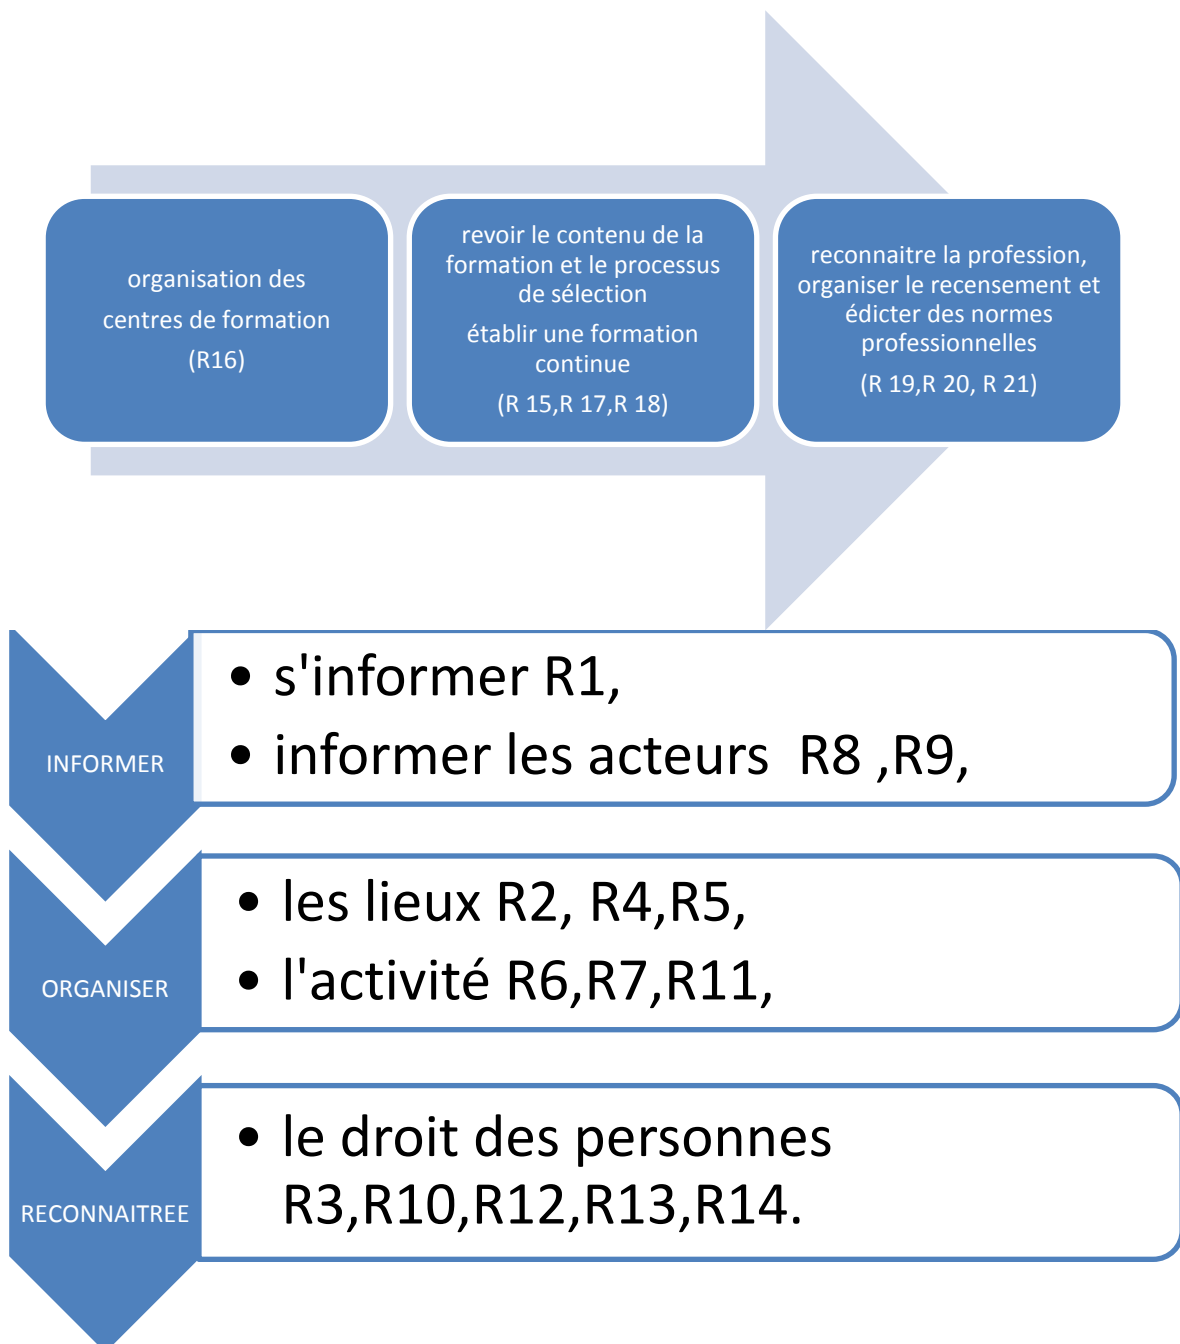 organisation des
centres de formation
(R16)
revoir le contenu de la
formation et le processus
de sélection
établir une formation
continue
(R 15,R 17,R 18)
reconnaitre la profession,
organiser le recensement et
édicter des normes
professionnelles
(R 19,R 20, R 21)
INFORMER
• s'informer R1,
• informer les acteurs  R8 ,R9,
ORGANISER
• les lieux R2, R4,R5,
• l'activité R6,R7,R11,
RECONNAITREE
• le droit des personnes
R3,R10,R12,R13,R14.